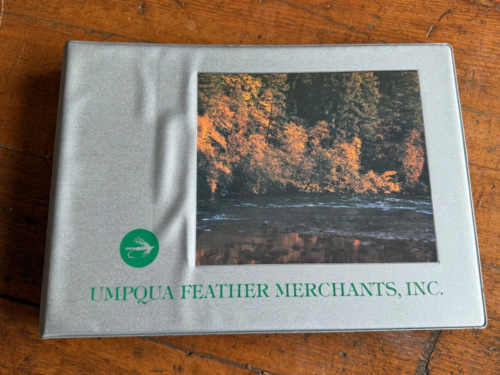 UMPQUA FEATHER MERCHANTS, INC.